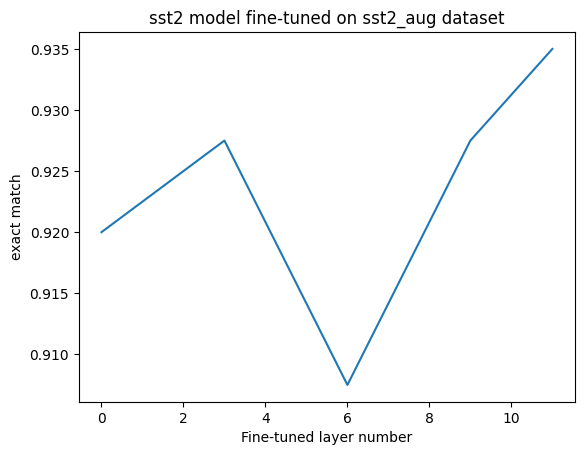 sst2 model fine-tuned on sst2_aug dataset
exact match
0.935
0.930
0.925
0.920
0.915
0.910
0 2 4 6 8 10
Fine-tuned layer number